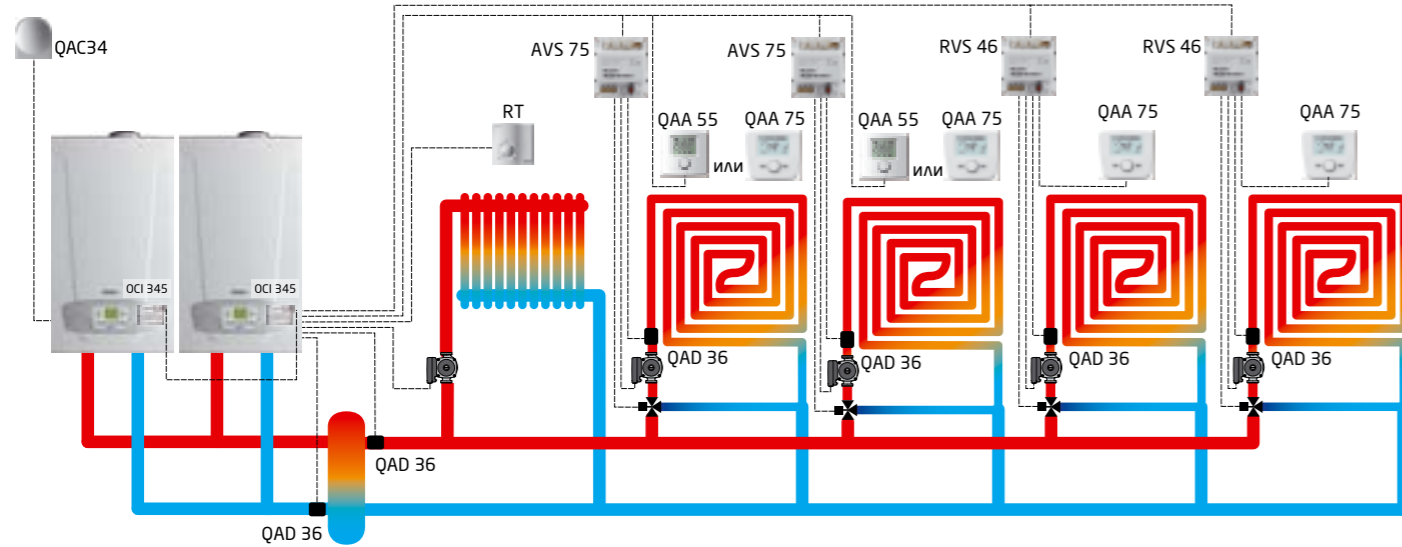 QAC34
AVS 75
AVS 75
RVS 46
RVS 46
RT
QAA 55
или
QAA 75
QAA 55
или
QAA 75
QAA 75
QAA 75
OCI 345
OCI 345
QAD 36
QAD 36
QAD 36
QAD 36
QAD 36
QAD 36